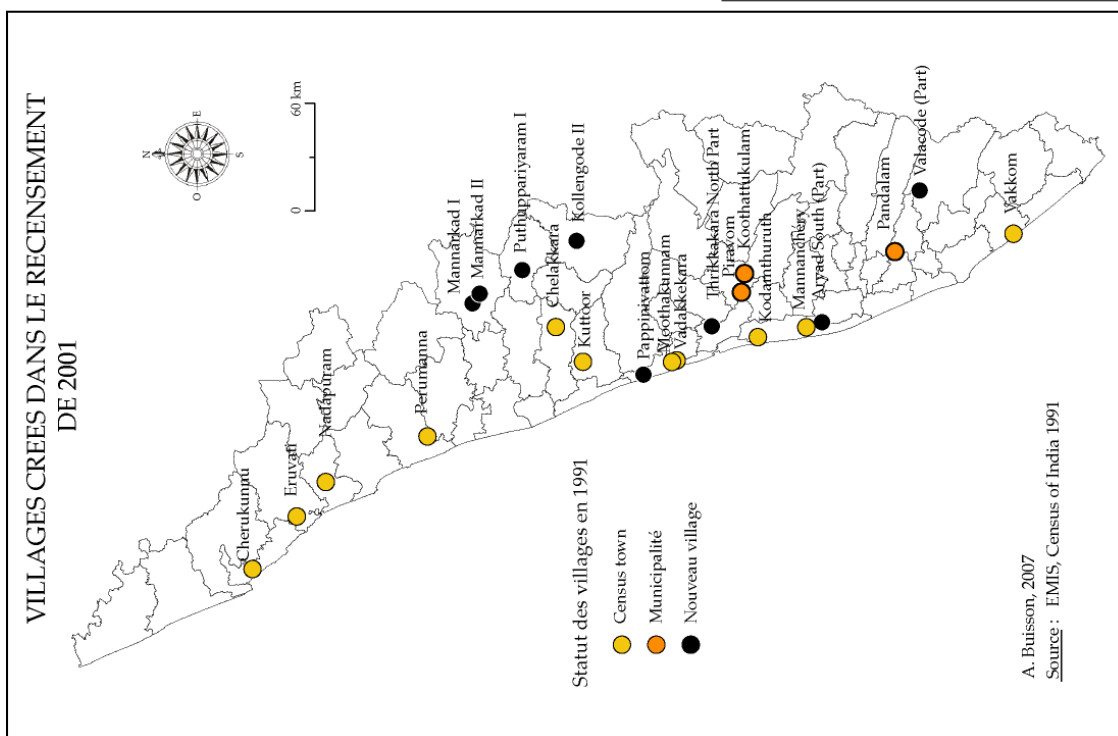 VILLAGES CREES DANS LE RECENSEMENT
DE 2001
N
E
S
O
0
60 km
Cherukunnu
Eruvati
Nadapuram
Perumanna
Mannarkad I
Mannarkad II
Puthuppariyaram I
Chelakkara
Kollengode II
Kuttoor
Pappinivattom
Moothakunnam
Vadakkekara
Thrikkakara North Part
Piravom
Koothattukulam
Kodamthuruth
Mannanchery
Aryad South (Part)
Pandalam
Valacode (Part)
Vakkom
Statut des villages en 1991
Census town
Municipalité
Nouveau village
A. Buisson, 2007
Source : EMIS, Census of India 1991